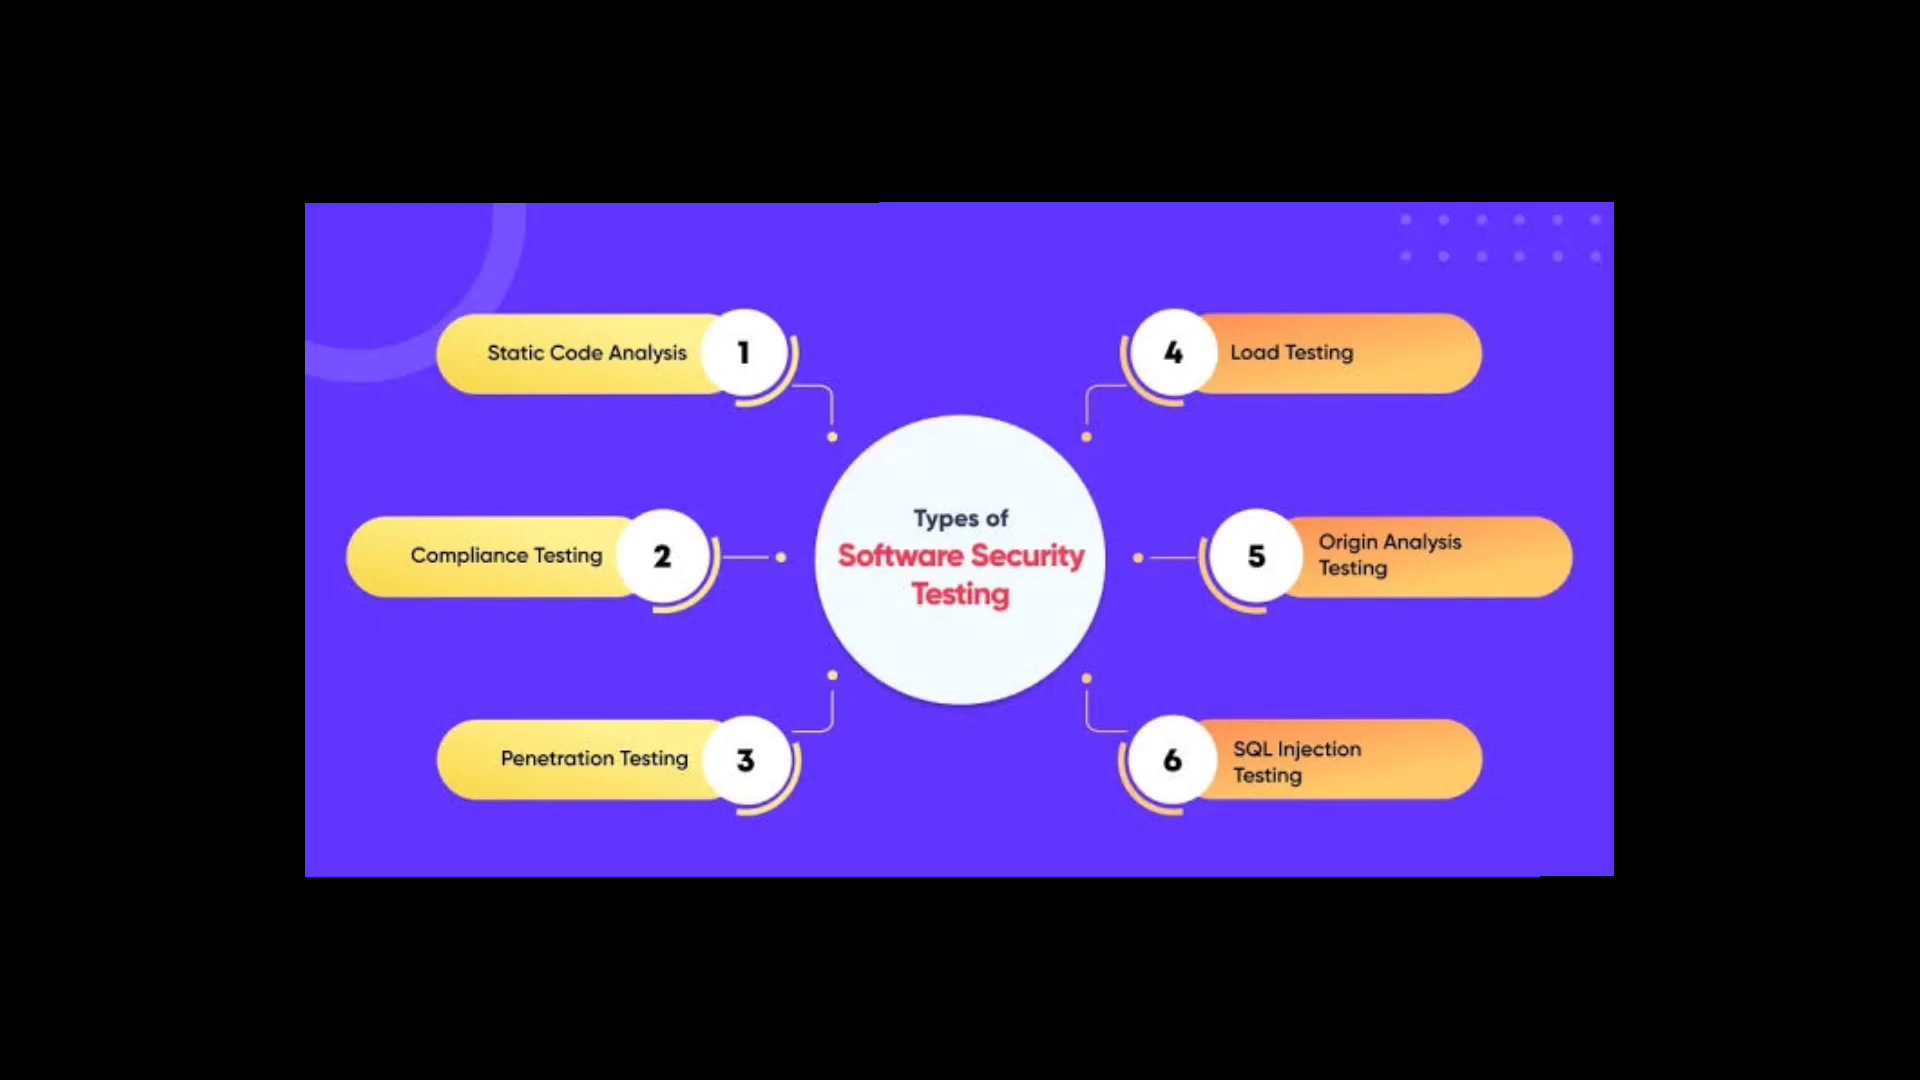 1
Static Code Analysis
2
Compliance Testing
3
Penetration Testing
Types of
Software Security
Testing
4
Load Testing
5
Origin Analysis
Testing
6
SQL Injection
Testing